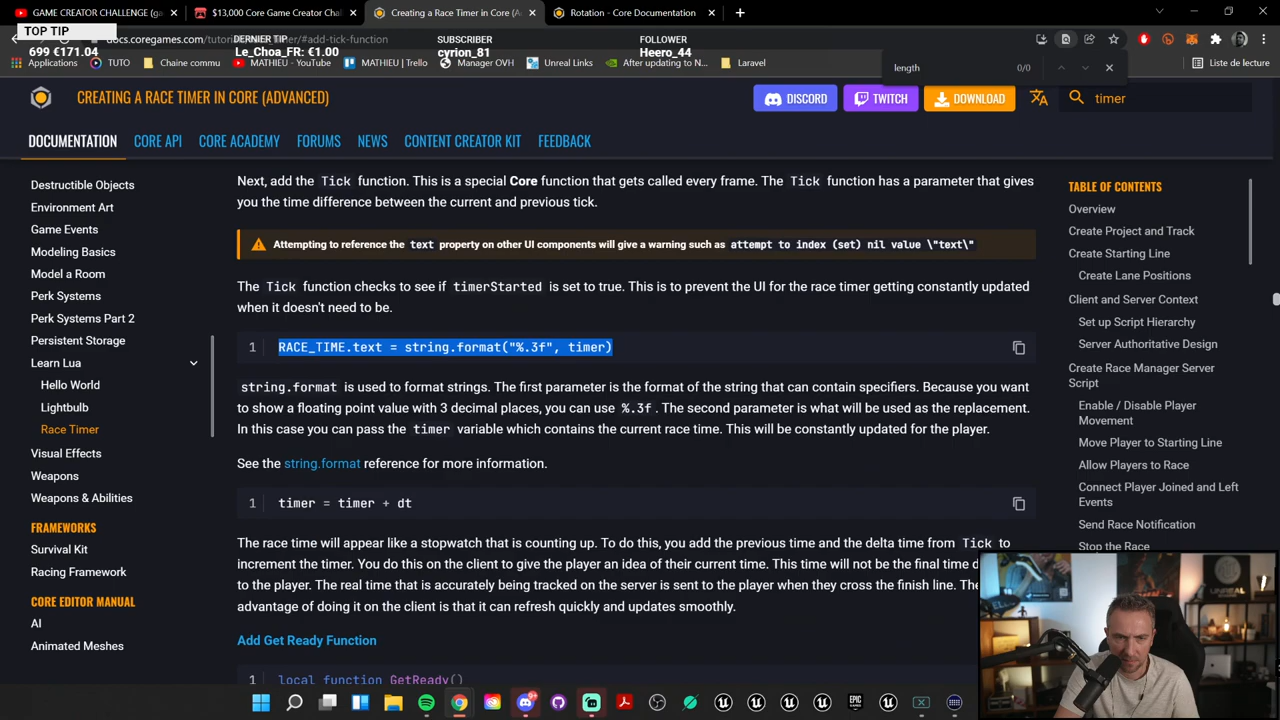 GAME CREATOR CHALLENGE (ga
$13,000 Core Game Creator Chal
Creating a Race Timer in Core (A
Rotation - Core Documentation
TOP TIP
699 €171.04
docs.coregames.com/tutor
er/#add-tick-function
DERNIER TIP
Le_Choa_FR: €1.00
SUBSCRIBER
cyrion_81
FOLLOWER
Heero_44
Applications
TUTO
Chaine commu
MATHIEU - YouTube
MATHIEU | Trello
Manager OVH
Unreal Links
After updating to N...
Laravel
Liste de lecture
length
0/0
CREATING A RACE TIMER IN CORE (ADVANCED)
DISCORD
TWITCH
DOWNLOAD
timer
DOCUMENTATION
CORE API
CORE ACADEMY
FORUMS
NEWS
CONTENT CREATOR KIT
FEEDBACK
Destructible Objects
Environment Art
Game Events
Modeling Basics
Model a Room
Perk Systems
Perk Systems Part 2
Persistent Storage
Learn Lua
Hello World
Lightbulb
Race Timer
Visual Effects
Weapons
Weapons & Abilities
FRAMEWORKS
Survival Kit
Racing Framework
CORE EDITOR MANUAL
AI
Animated Meshes
Next, add the Tick function. This is a special Core function that gets called every frame. The Tick function has a parameter that gives
you the time difference between the current and previous tick.
Attempting to reference the text property on other UI components will give a warning such as attempt to index (set) nil value \"text\"
The Tick function checks to see if timerStarted is set to true. This is to prevent the UI for the race timer getting constantly updated
when it doesn't need to be.
1 RACE_TIME.text = string.format("%.3f", timer)
string.format is used to format strings. The first parameter is the format of the string that can contain specifiers. Because you want
to show a floating point value with 3 decimal places, you can use %.3f. The second parameter is what will be used as the replacement.
In this case you can pass the timer variable which contains the current race time. This will be constantly updated for the player.
See the string.format reference for more information.
1 timer = timer + dt
The race time will appear like a stopwatch that is counting up. To do this, you add the previous time and the delta time from Tick to
increment the timer. You do this on the client to give the player an idea of their current time. This time will not be the final time d
to the player. The real time that is accurately being tracked on the server is sent to the player when they cross the finish line. The
advantage of doing it on the client is that it can refresh quickly and updates smoothly.
Add Get Ready Function
1 local function GetReady()
TABLE OF CONTENTS
Overview
Create Project and Track
Create Starting Line
Create Lane Positions
Client and Server Context
Set up Script Hierarchy
Server Authoritative Design
Create Race Manager Server
Script
Enable / Disable Player
Movement
Move Player to Starting Line
Allow Players to Race
Connect Player Joined and Left
Events
Send Race Notification
Stop the Race